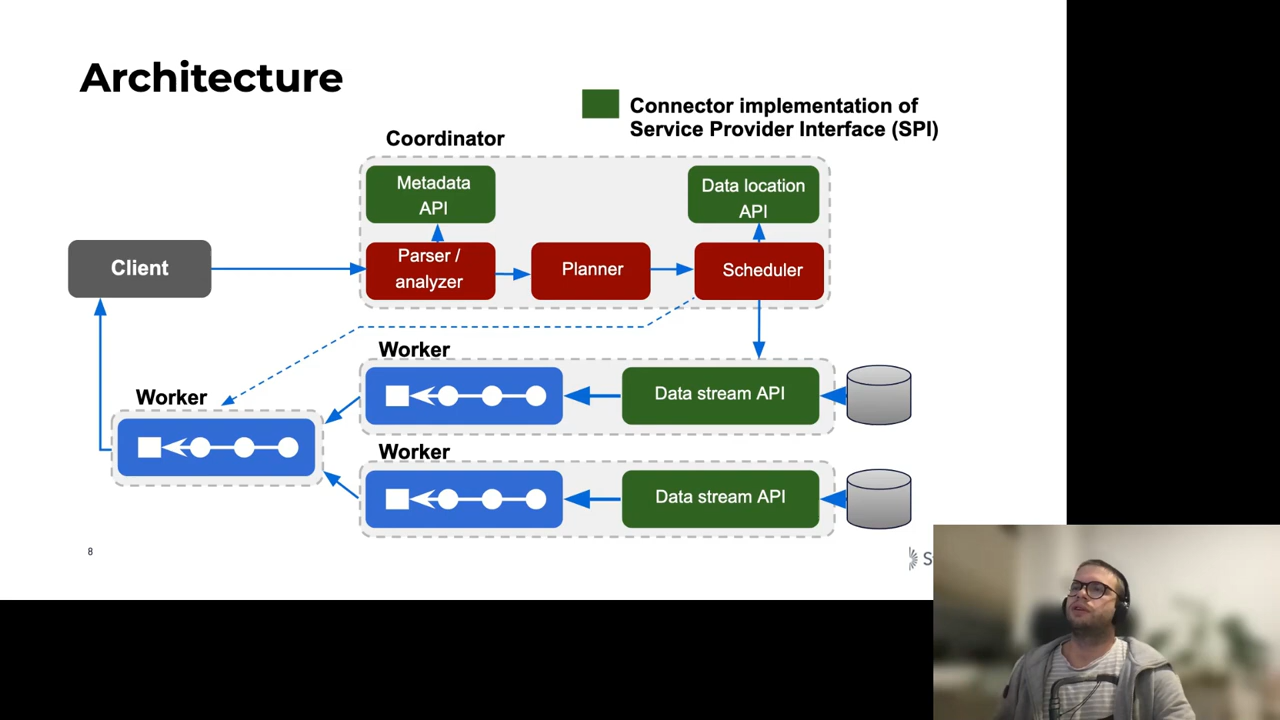 Architecture
Connector implementation of
Service Provider Interface (SPI)
Coordinator
Metadata
API
Data location
API
Client
Parser /
analyzer
Planner
Scheduler
Worker
Data stream API
Worker
Worker
Data stream API
8